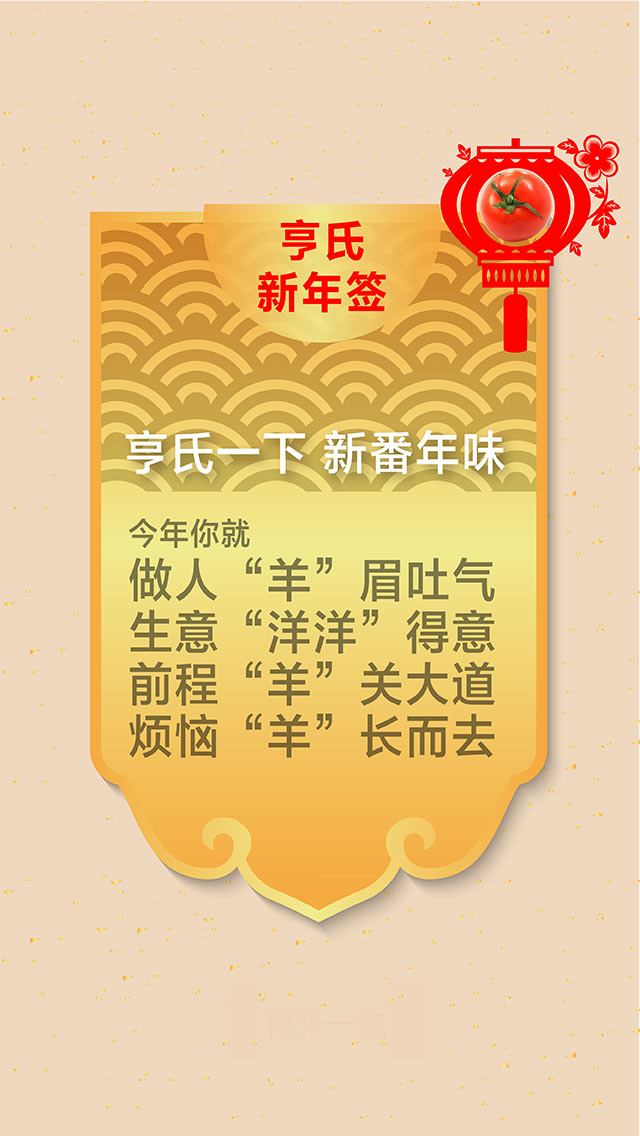 亨氏
新年签
亨氏一下 新番年味
今年你就
做人“羊”眉吐气
生意“洋洋”得意
前程“羊”关大道
烦恼“羊”长而去
再來一次